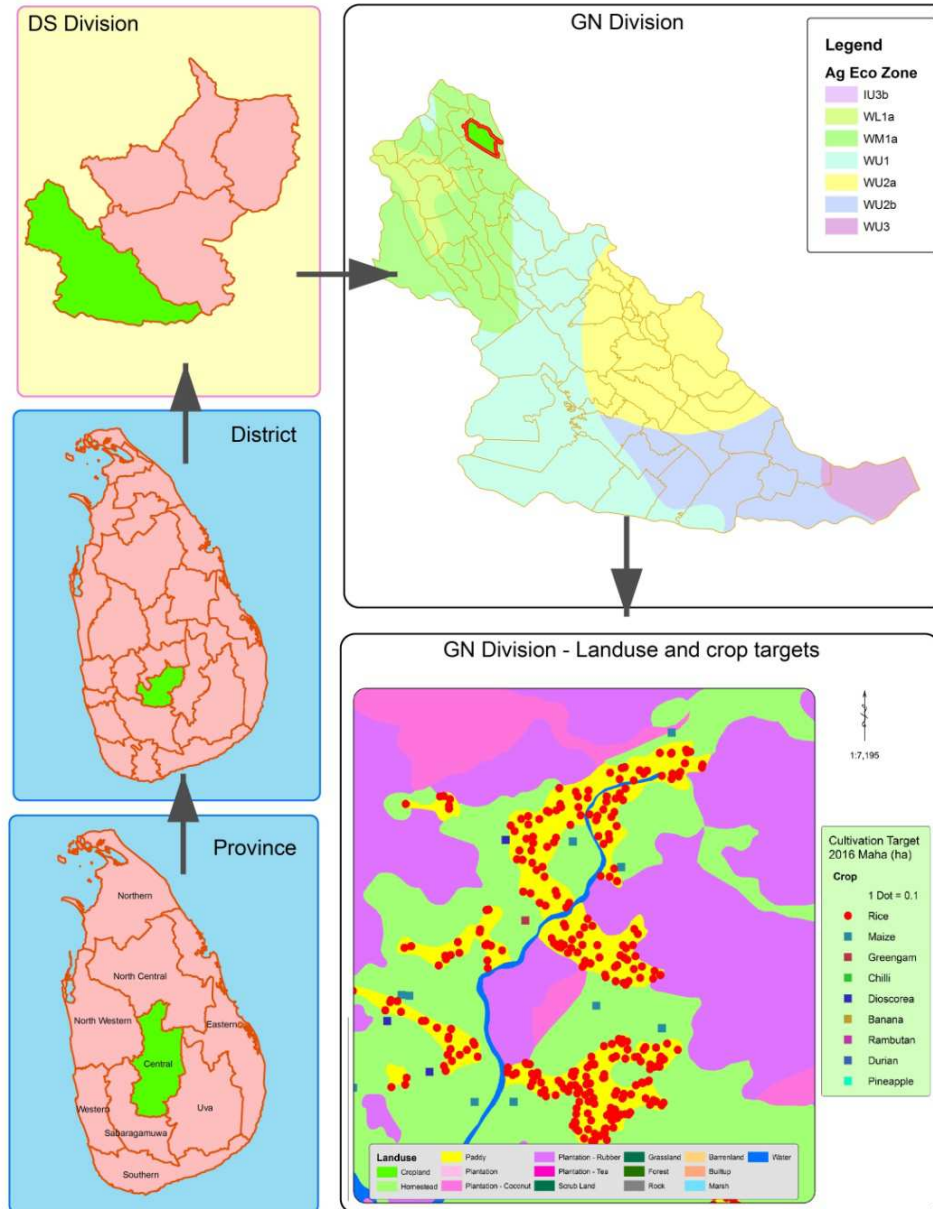 DS Division
GN Division
Legend
Ag Eco Zone
IU3b
WL1a
WM1a
WU1
WU2a
WU2b
WU3
District
Province
Northern
North Central
North Western
Eastern
Central
Western
Uva
Sabaragamuwa
Southern
GN Division - Landuse and crop targets
1:7,195
Cultivation Target
2016 Maha (ha)
Crop
1 Dot = 0.1
Rice
Maize
Greengam
Chilli
Dioscorea
Banana
Rambutan
Durian
Pineapple
Landuse
Cropland
Homestead
Paddy
Plantation
Plantation - Coconut
Plantation - Rubber
Plantation - Tea
Scrub Land
Grassland
Forest
Rock
Barrenland
Builtup
Marsh
Water